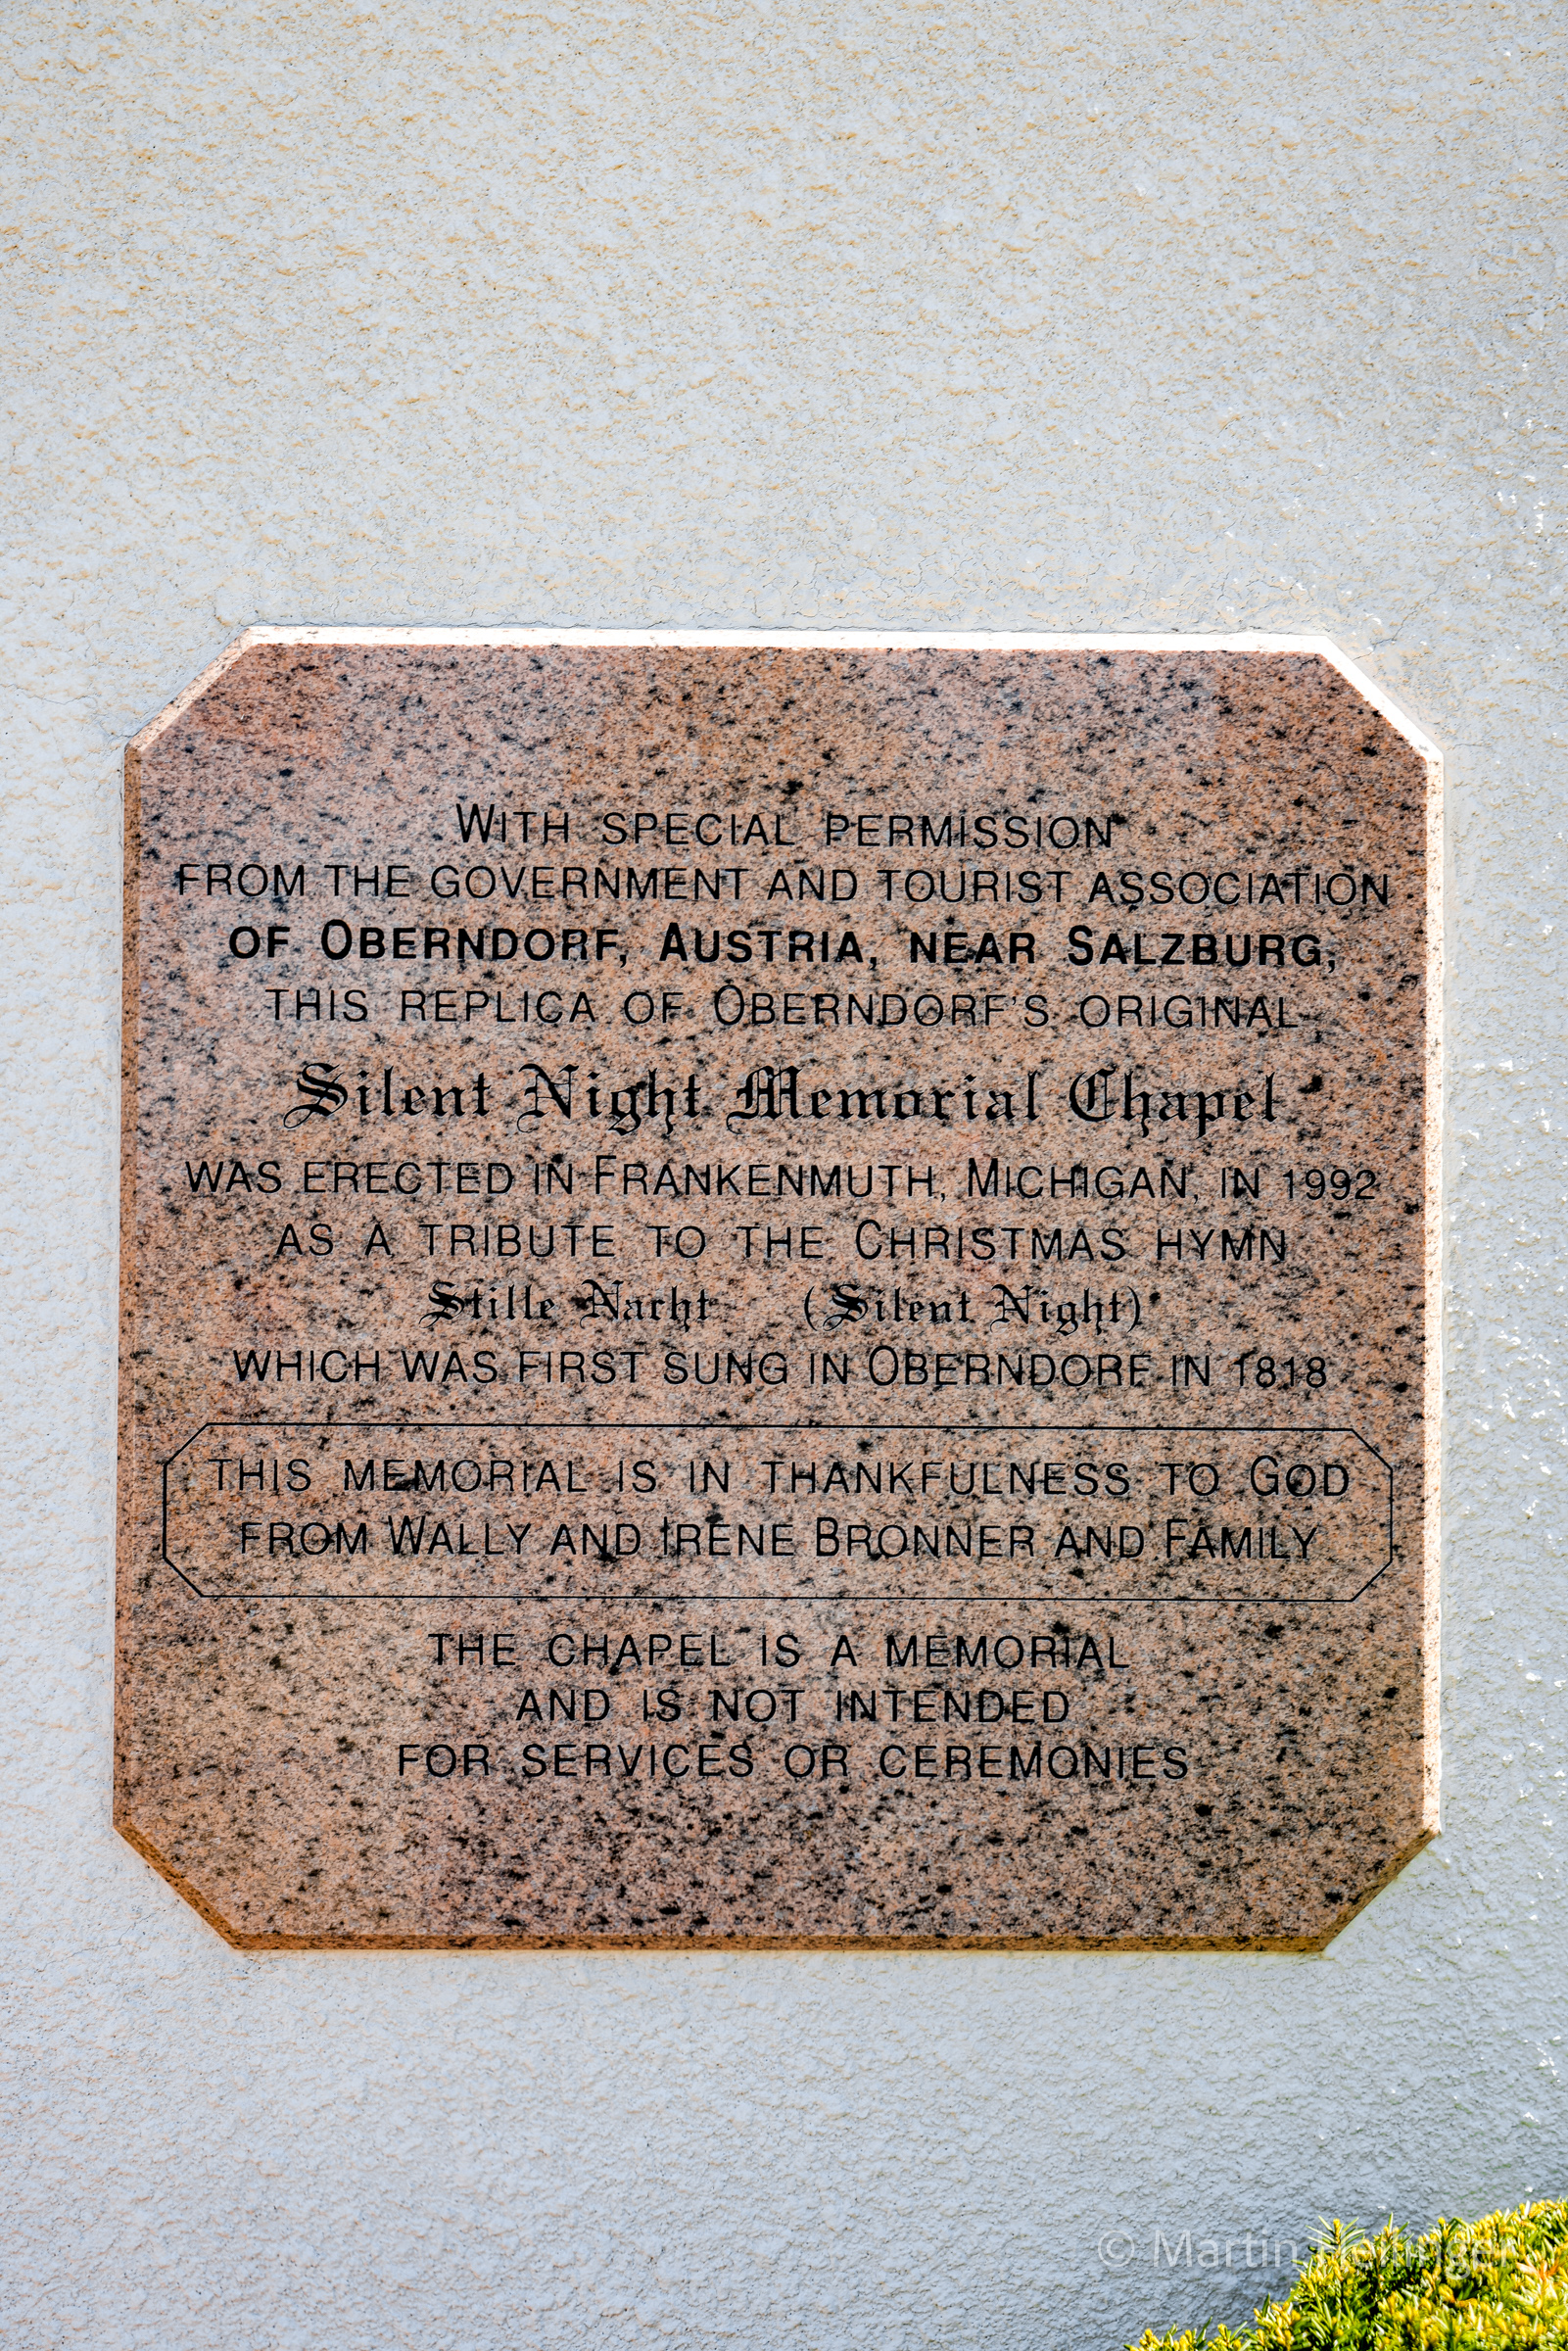 With special permission
from the government and tourist association
of Oberndorf, Austria, near Salzburg,
this replica of Oberndorf's original
Silent Night Memorial Chapel
was erected in Frankenmuth, Michigan, in 1992
as a tribute to the Christmas hymn
Stille Nacht (Silent Night)
which was first sung in Oberndorf in 1818
this memorial is in thankfulness to God
from Wally and Irene Bronner and Family
the chapel is a memorial
and is not intended
for services or ceremonies
© Martin